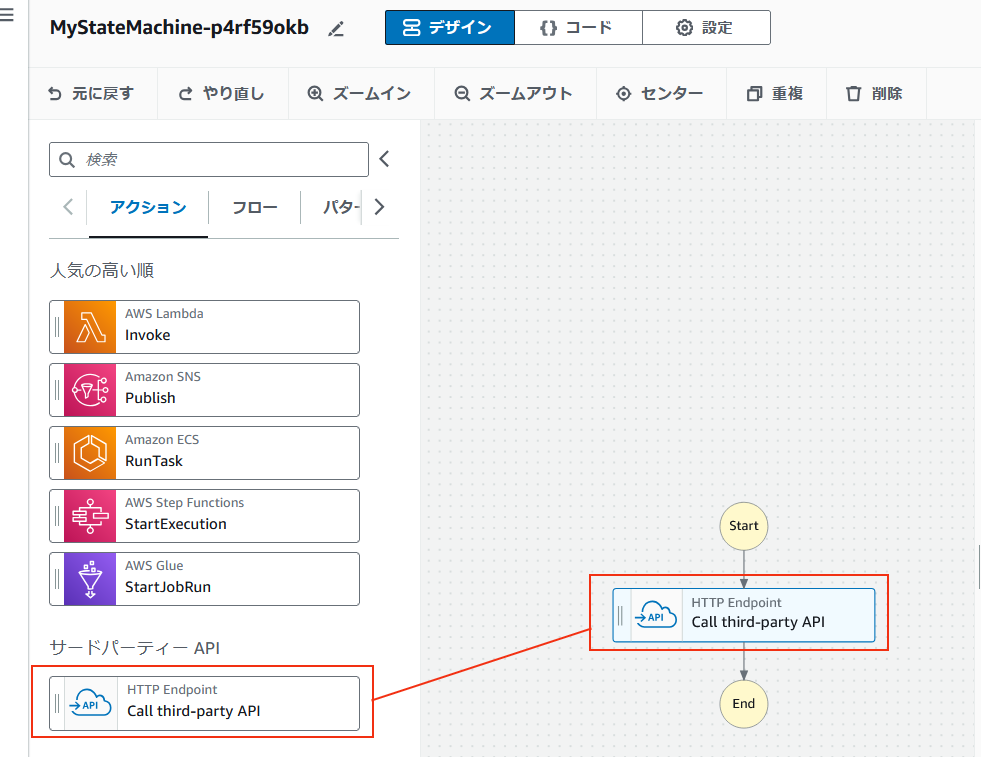 MyStateMachine-p4rf59okb
デザイン
コード
設定
元に戻す
やり直し
ズームイン
ズームアウト
センター
重複
削除
検索
アクション
フロー
パター
人気の高い順
AWS Lambda
Invoke
Amazon SNS
Publish
Amazon ECS
RunTask
AWS Step Functions
StartExecution
AWS Glue
StartJobRun
サードパーティー API
API
HTTP Endpoint
Call third-party API
Start
API
HTTP Endpoint
Call third-party API
End